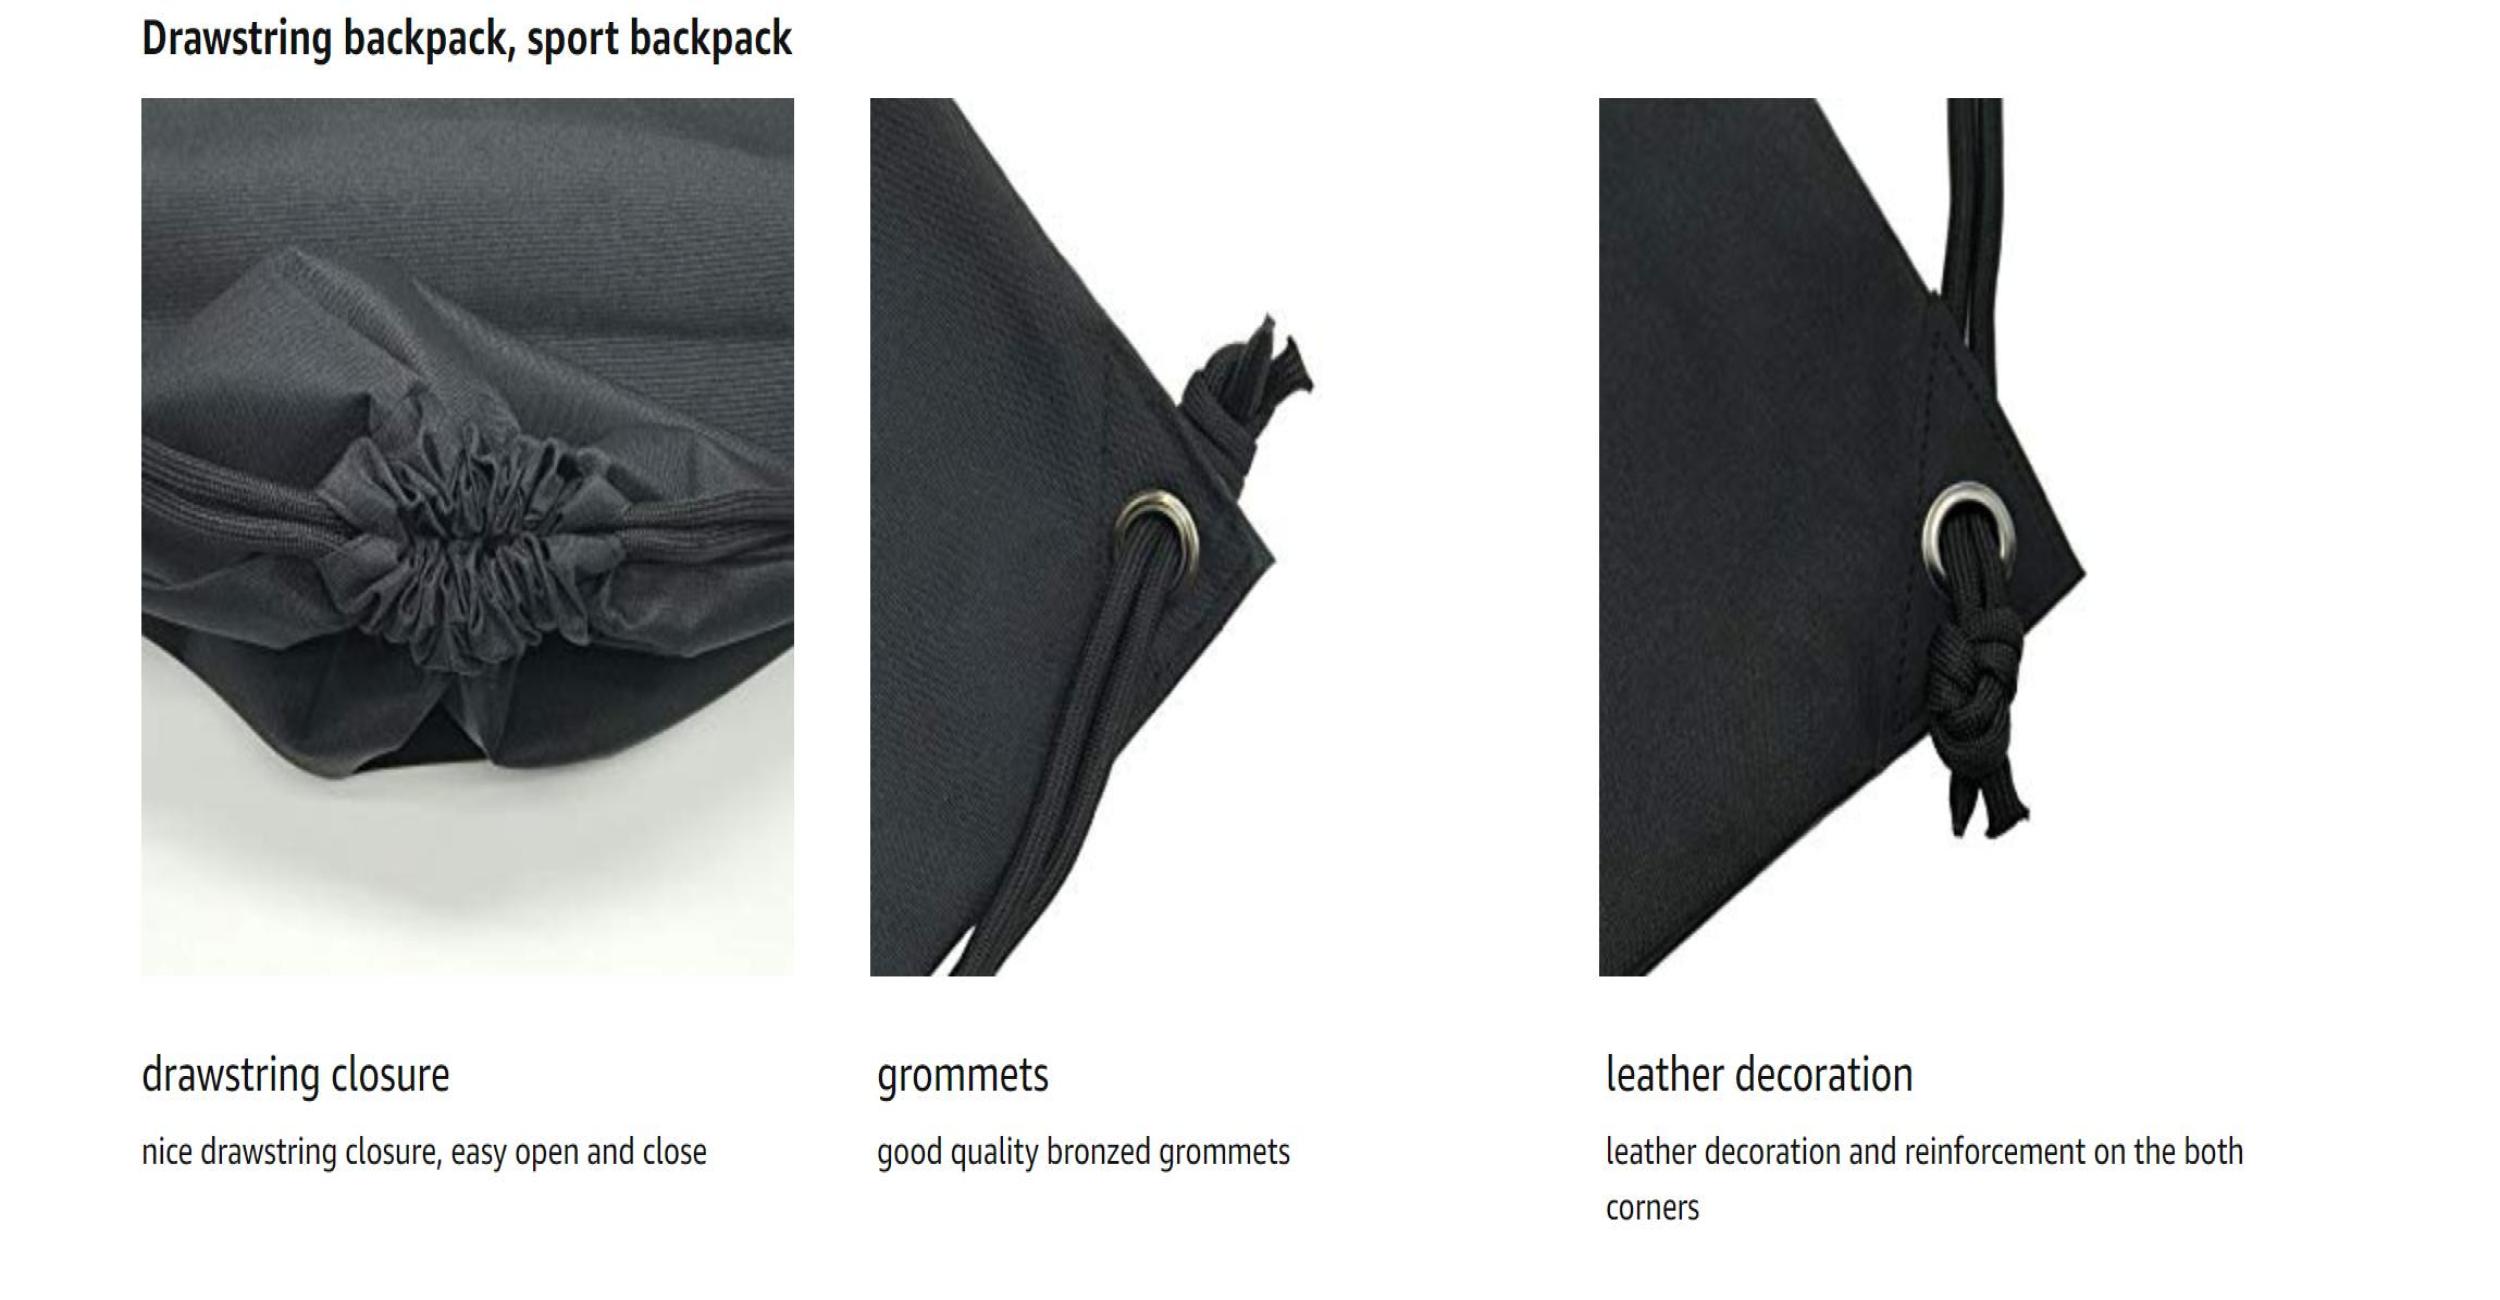 Drawstring backpack, sport backpack
drawstring closure
nice drawstring closure, easy open and close
grommets
good quality bronzed grommets
leather decoration
leather decoration and reinforcement on the both
corners